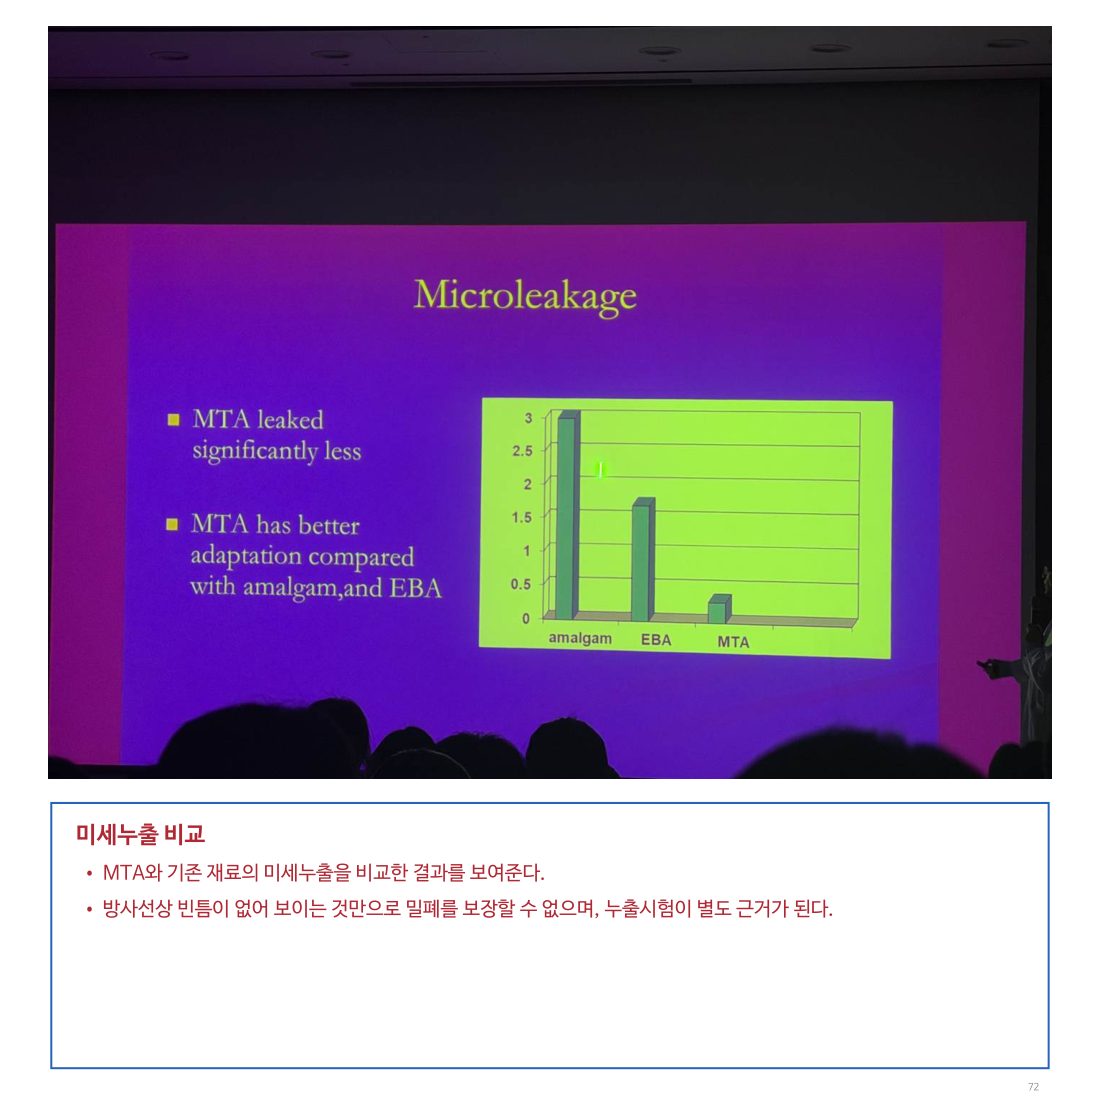 Microleakage
MTA leaked
significantly less
MTA has better
adaptation compared
with amalgam,and EBA
3
2.5
2
1.5
1
0.5
0
amalgam EBA MTA
미세누출 비교
• MTA와 기존 재료의 미세누출을 비교한 결과를 보여준다.
• 방사선상 빈틈이 없어 보이는 것만으로 밀폐를 보장할 수 없으며, 누출시험이 별도 근거가 된다.
72